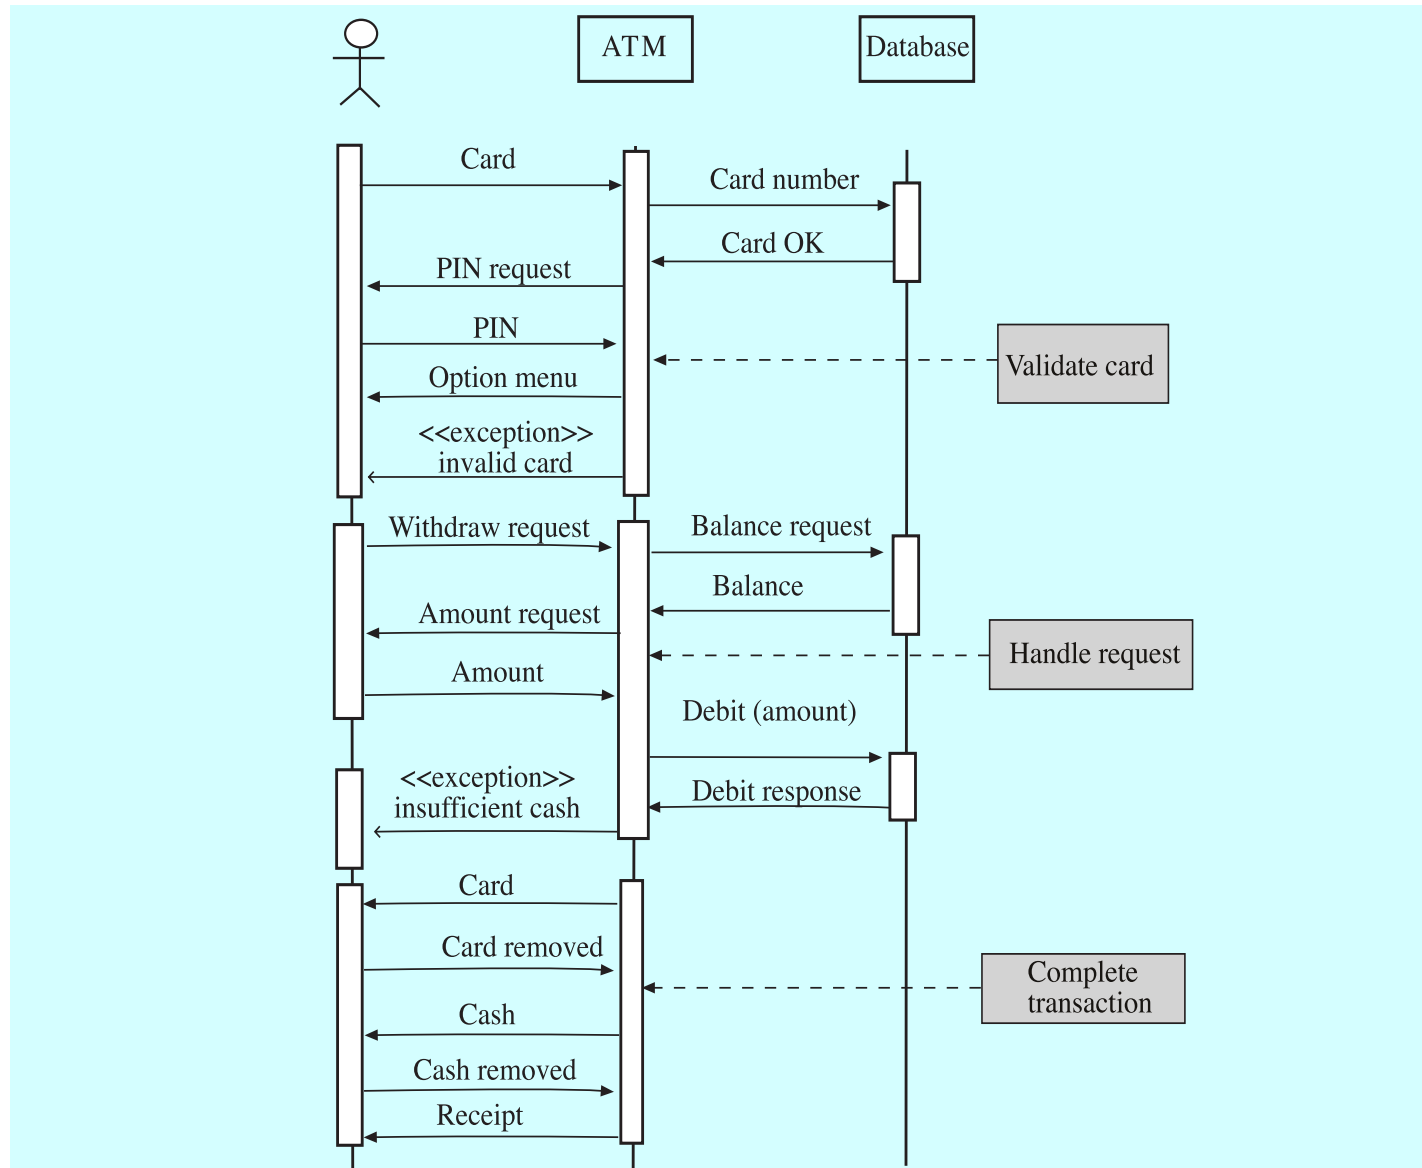 ATM
Database
Card
Card number
Card OK
PIN request
PIN
Validate card
Option menu
<<exception>>
invalid card
Withdraw request
Balance request
Balance
Amount request
Handle request
Amount
Debit (amount)
<<exception>>
insufficient cash
Debit response
Card
Card removed
Complete
transaction
Cash
Cash removed
Receipt